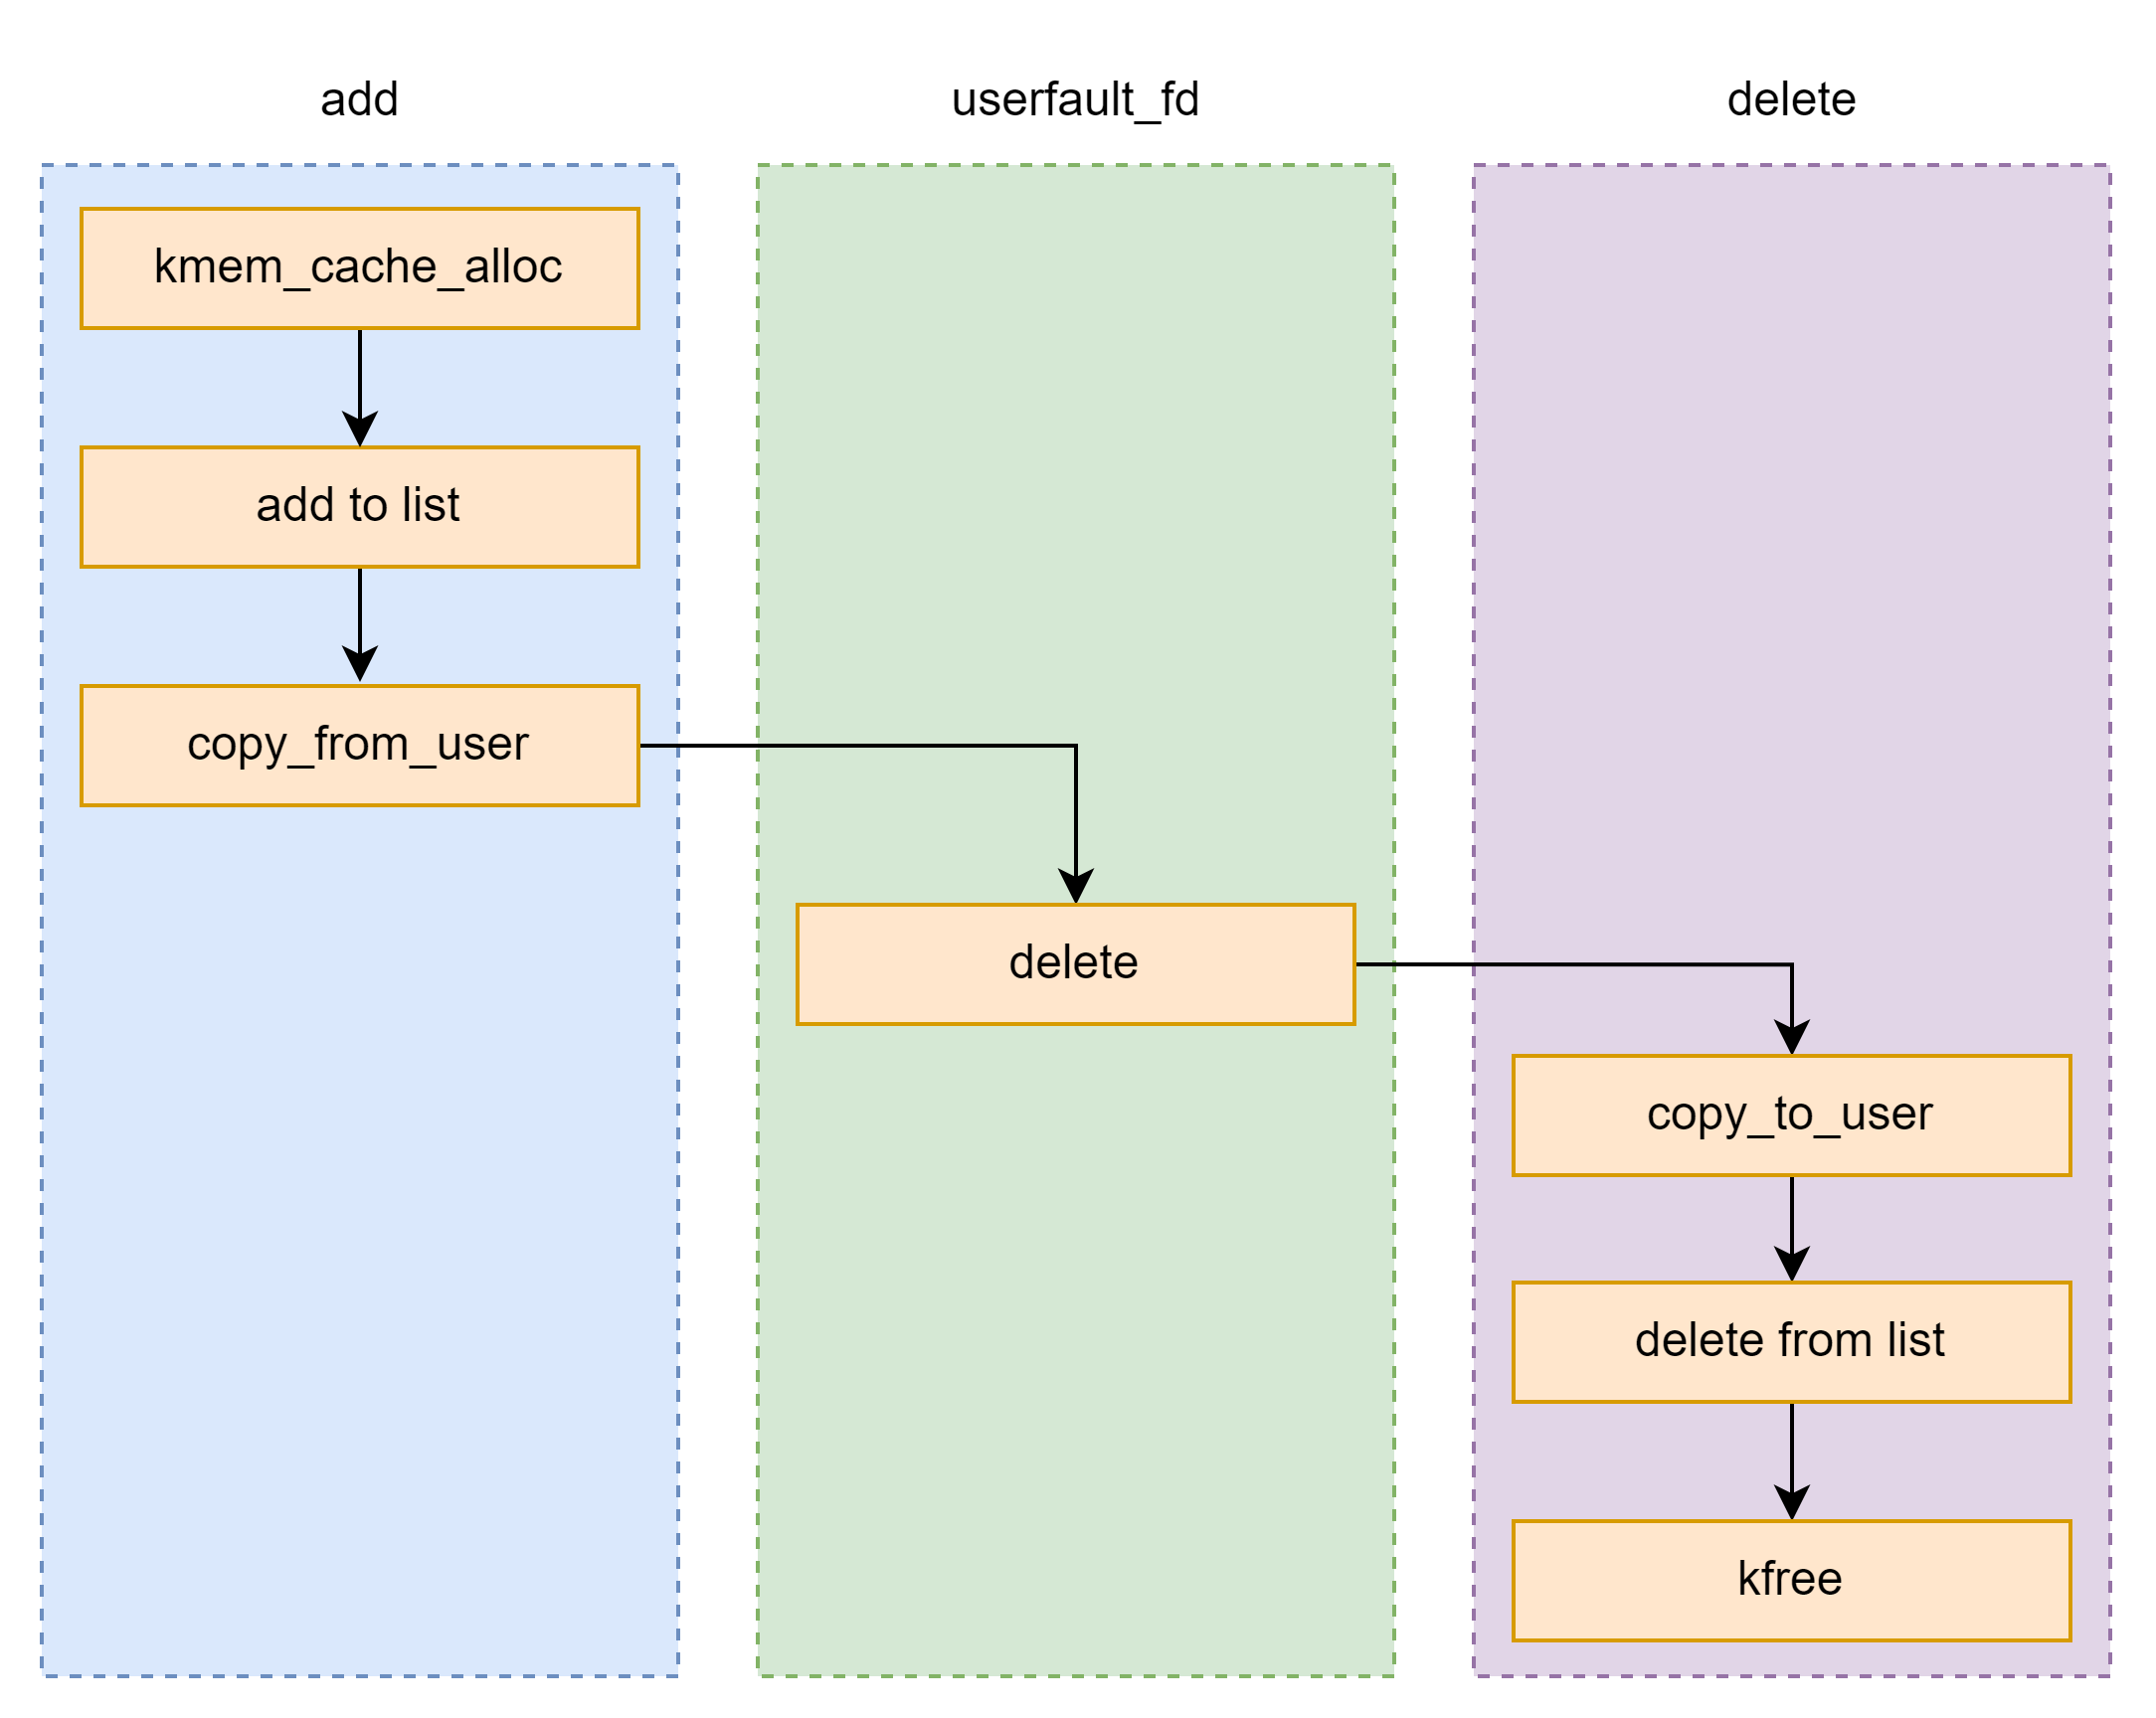 add
userfault_fd
delete
kmem_cache_alloc
add to list
copy_from_user
delete
copy_to_user
delete from list
kfree